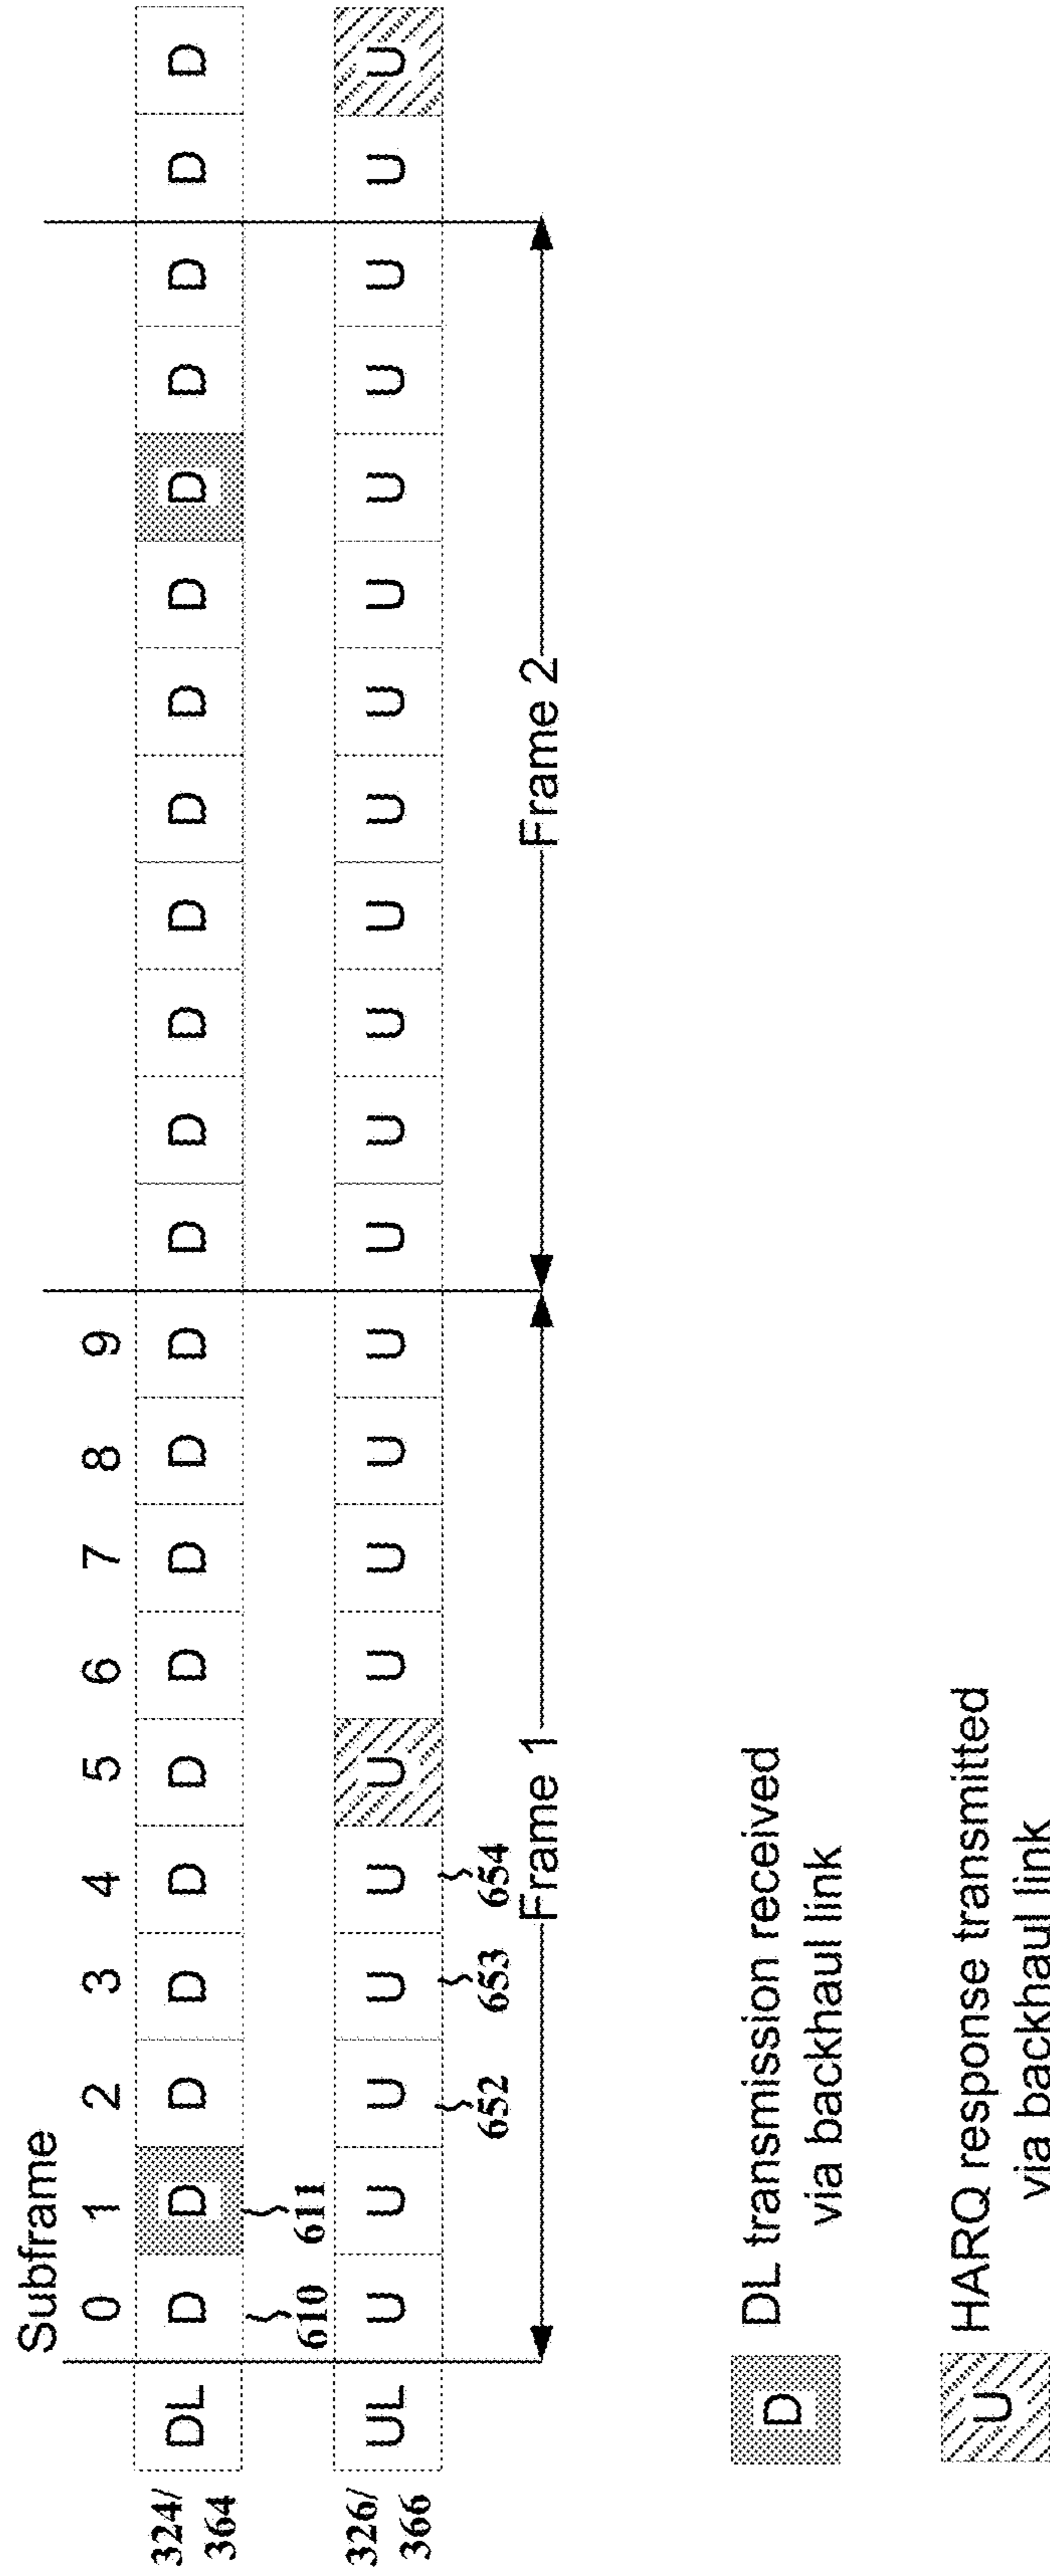 Subframe
0 1 2 3 4 5 6 7 8 9
324/
364
DL D D D D D D D D D D D D D D D D D D D D D D
610 611
326/
366
UL U U U U U U U U U U U U U U U U U U U U U U
652 653 654
Frame 1 Frame 2
D DL transmission received
via backhaul link
U HARQ response transmitted
via backhaul link